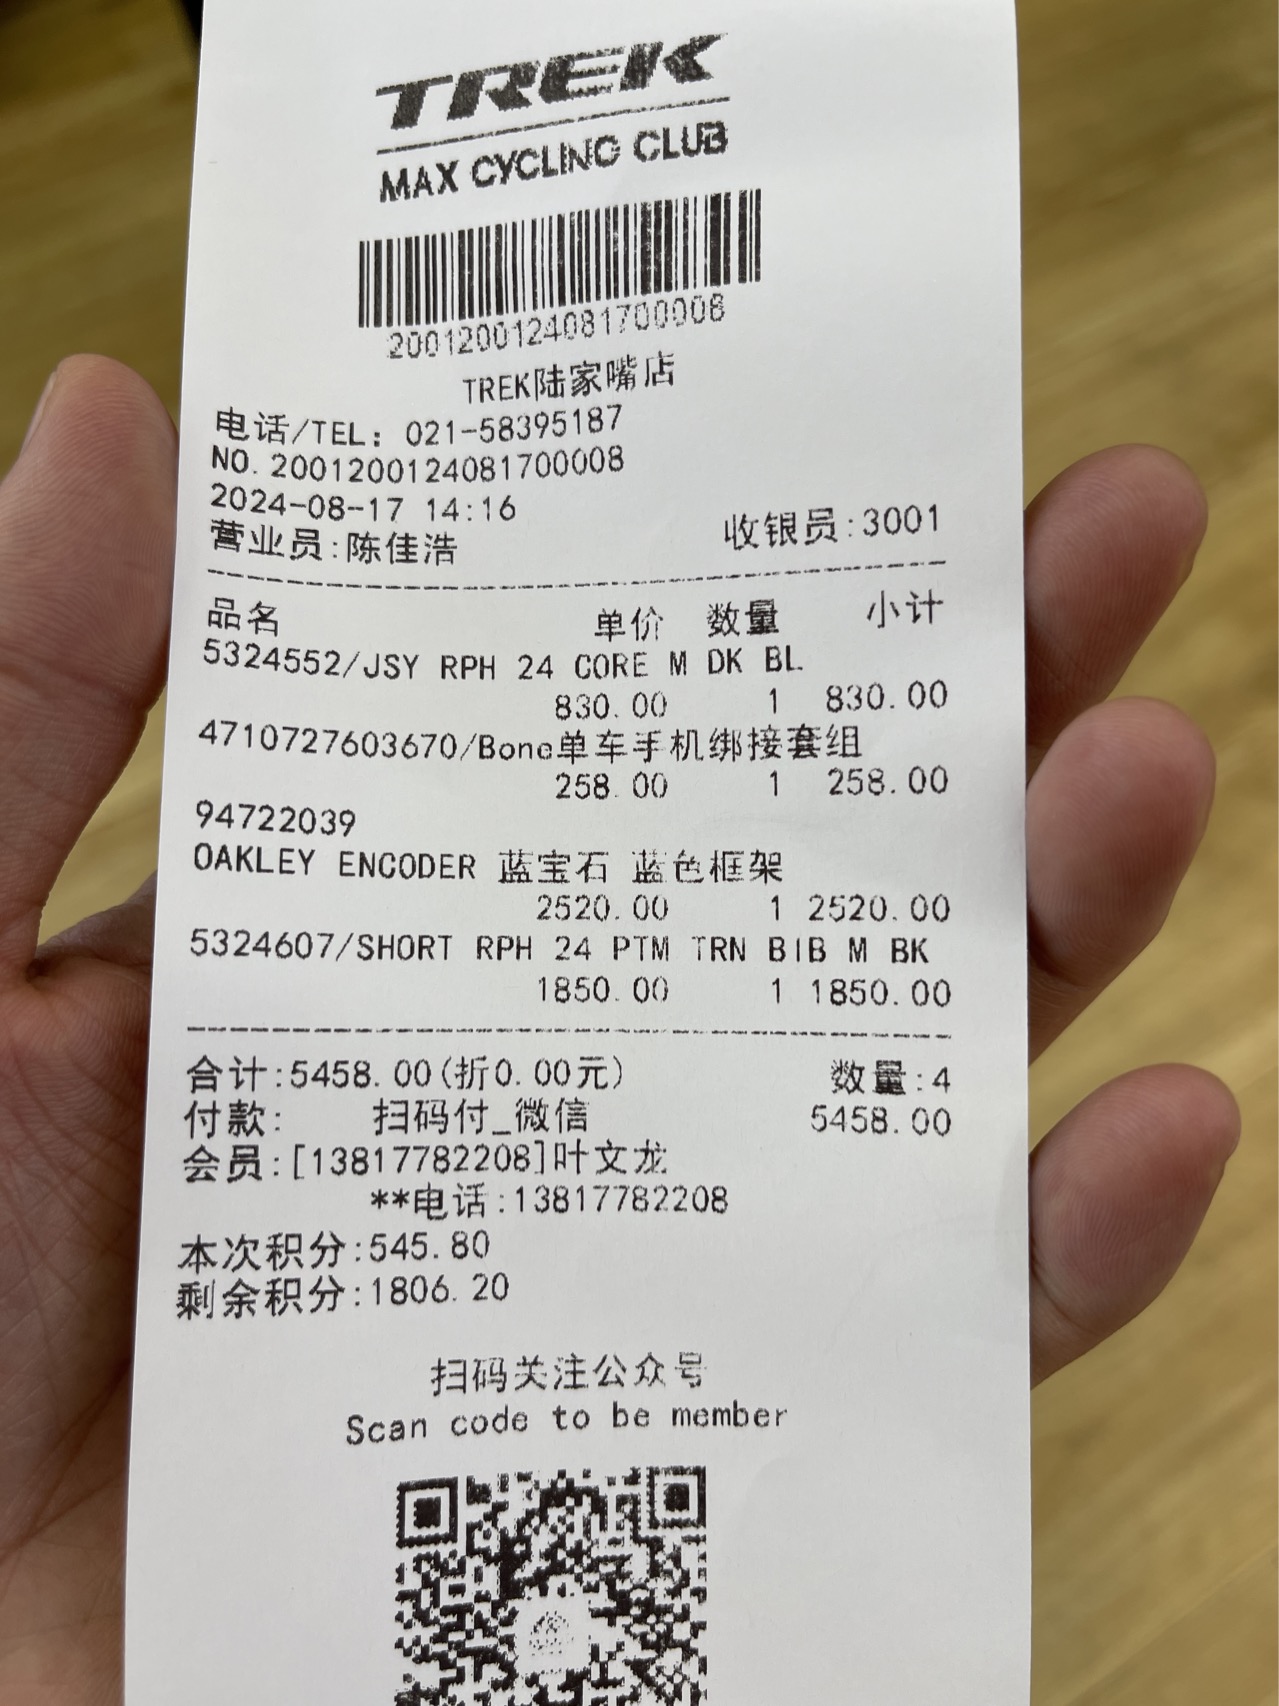 TREK
MAX CYCLING CLUB
2001200124081700008
TREK陆家嘴店
电话/TEL: 021-58395187
NO.2001200124081700008
2024-08-17 14:16
营业员:陈佳浩 收银员:3001
品名 单价 数量 小计
5324552/JSY RPH 24 CORE M DK BL
830.00 1 830.00
4710727603670/Bone单车手机绑接套组
258.00 1 258.00
94722039
OAKLEY ENCODER 蓝宝石 蓝色框架
2520.00 1 2520.00
5324607/SHORT RPH 24 PTM TRN BIB M BK
1850.00 1 1850.00
合计:5458.00(折0.00元) 数量:4
付款: 扫码付_微信 5458.00
会员:[13817782208]叶文龙
**电话:13817782208
本次积分:545.80
剩余积分:1806.20
扫码关注公众号
Scan code to be member